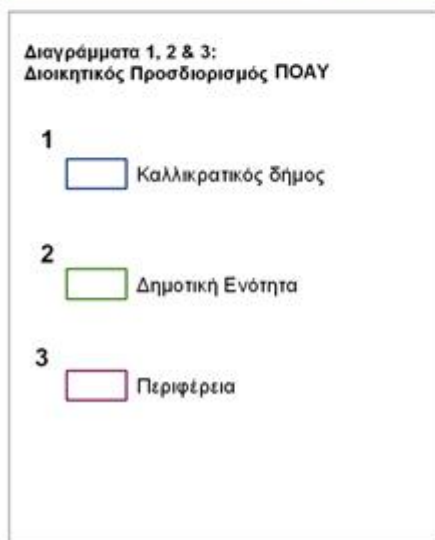 Διαγράμματα 1, 2 & 3:
Διοικητικός Προσδιορισμός ΠΟΑΥ
1
Καλλικρατικός δήμος
2
Δημοτική Ενότητα
3
Περιφέρεια